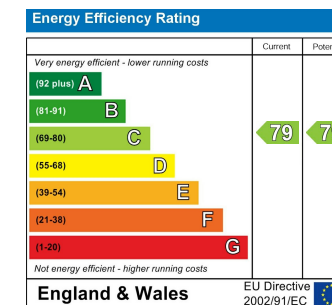 Energy Efficiency Rating
Current
Very energy efficient - lower running costs
(92 plus) A
(81-91) B
(69-80) C
79
(55-68) D
(39-54) E
(21-38) F
(1-20) G
Not energy efficient - higher running costs
England & Wales
EU Directive
2002/91/EC